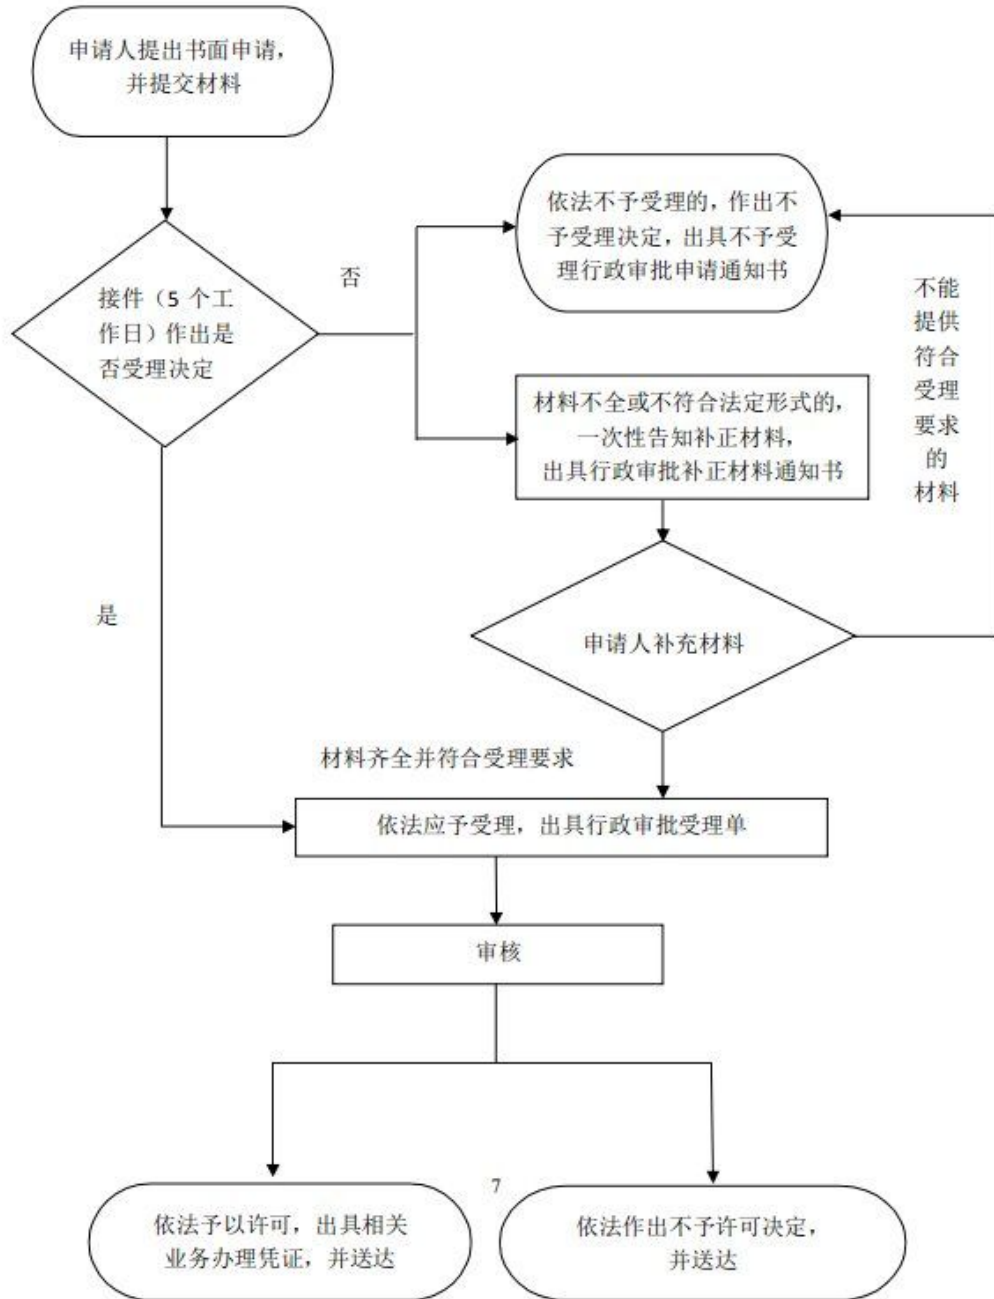 申请人提出书面申请，
并提交材料
依法不予受理的，作出不
予受理决定，出具不予受
理行政审批申请通知书
否
接件（5 个工
作日）作出是
否受理决定
不能
提供
符合
受理
要求
的
材料
材料不全或不符合法定形式的，
一次性告知补正材料，
出具行政审批补正材料通知书
是
申请人补充材料
材料齐全并符合受理要求
依法应予受理，出具行政审批受理单
审核
7
依法予以许可，出具相关
业务办理凭证，并送达
依法作出不予许可决定，
并送达